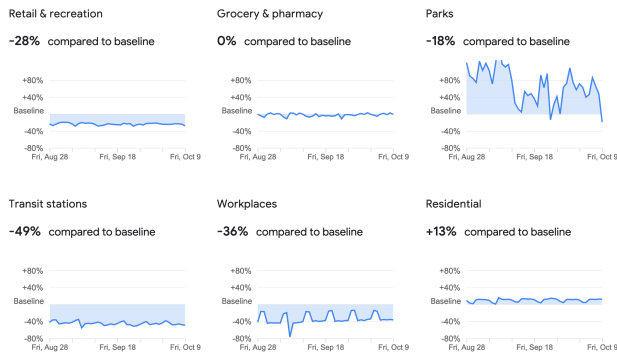 Retail & recreation
-28% compared to baseline
+80%
+40%
Baseline
-40%
-80%
Fri, Aug 28 Fri, Sep 18 Fri, Oct 9
Grocery & pharmacy
0% compared to baseline
+80%
+40%
Baseline
-40%
-80%
Fri, Aug 28 Fri, Sep 18 Fri, Oct 9
Parks
-18% compared to baseline
+80%
+40%
Baseline
-40%
-80%
Fri, Aug 28 Fri, Sep 18 Fri, Oct 9
Transit stations
-49% compared to baseline
+80%
+40%
Baseline
-40%
-80%
Fri, Aug 28 Fri, Sep 18 Fri, Oct 9
Workplaces
-36% compared to baseline
+80%
+40%
Baseline
-40%
-80%
Fri, Aug 28 Fri, Sep 18 Fri, Oct 9
Residential
+13% compared to baseline
+80%
+40%
Baseline
-40%
-80%
Fri, Aug 28 Fri, Sep 18 Fri, Oct 9